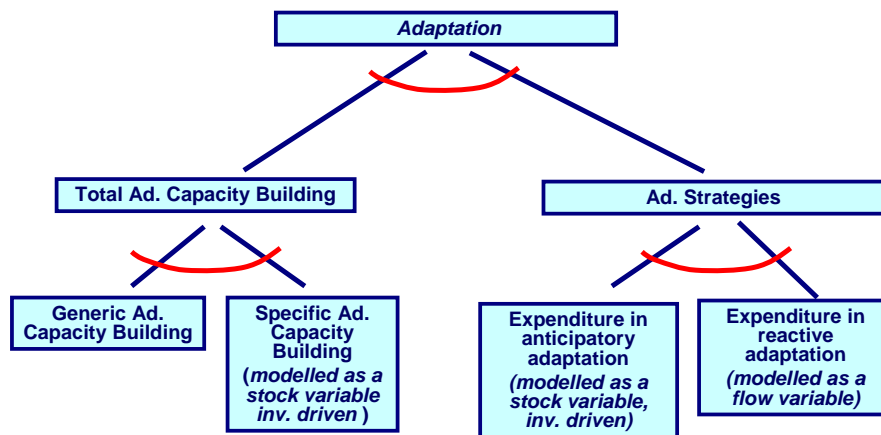 Adaptation
Total Ad. Capacity Building
Ad. Strategies
Generic Ad.
Capacity Building
Specific Ad.
Capacity
Building
(modelled as a
stock variable
inv. driven )
Expenditure in
anticipatory
adaptation
(modelled as a
stock variable,
inv. driven)
Expenditure in
reactive
adaptation
(modelled as a
flow variable)